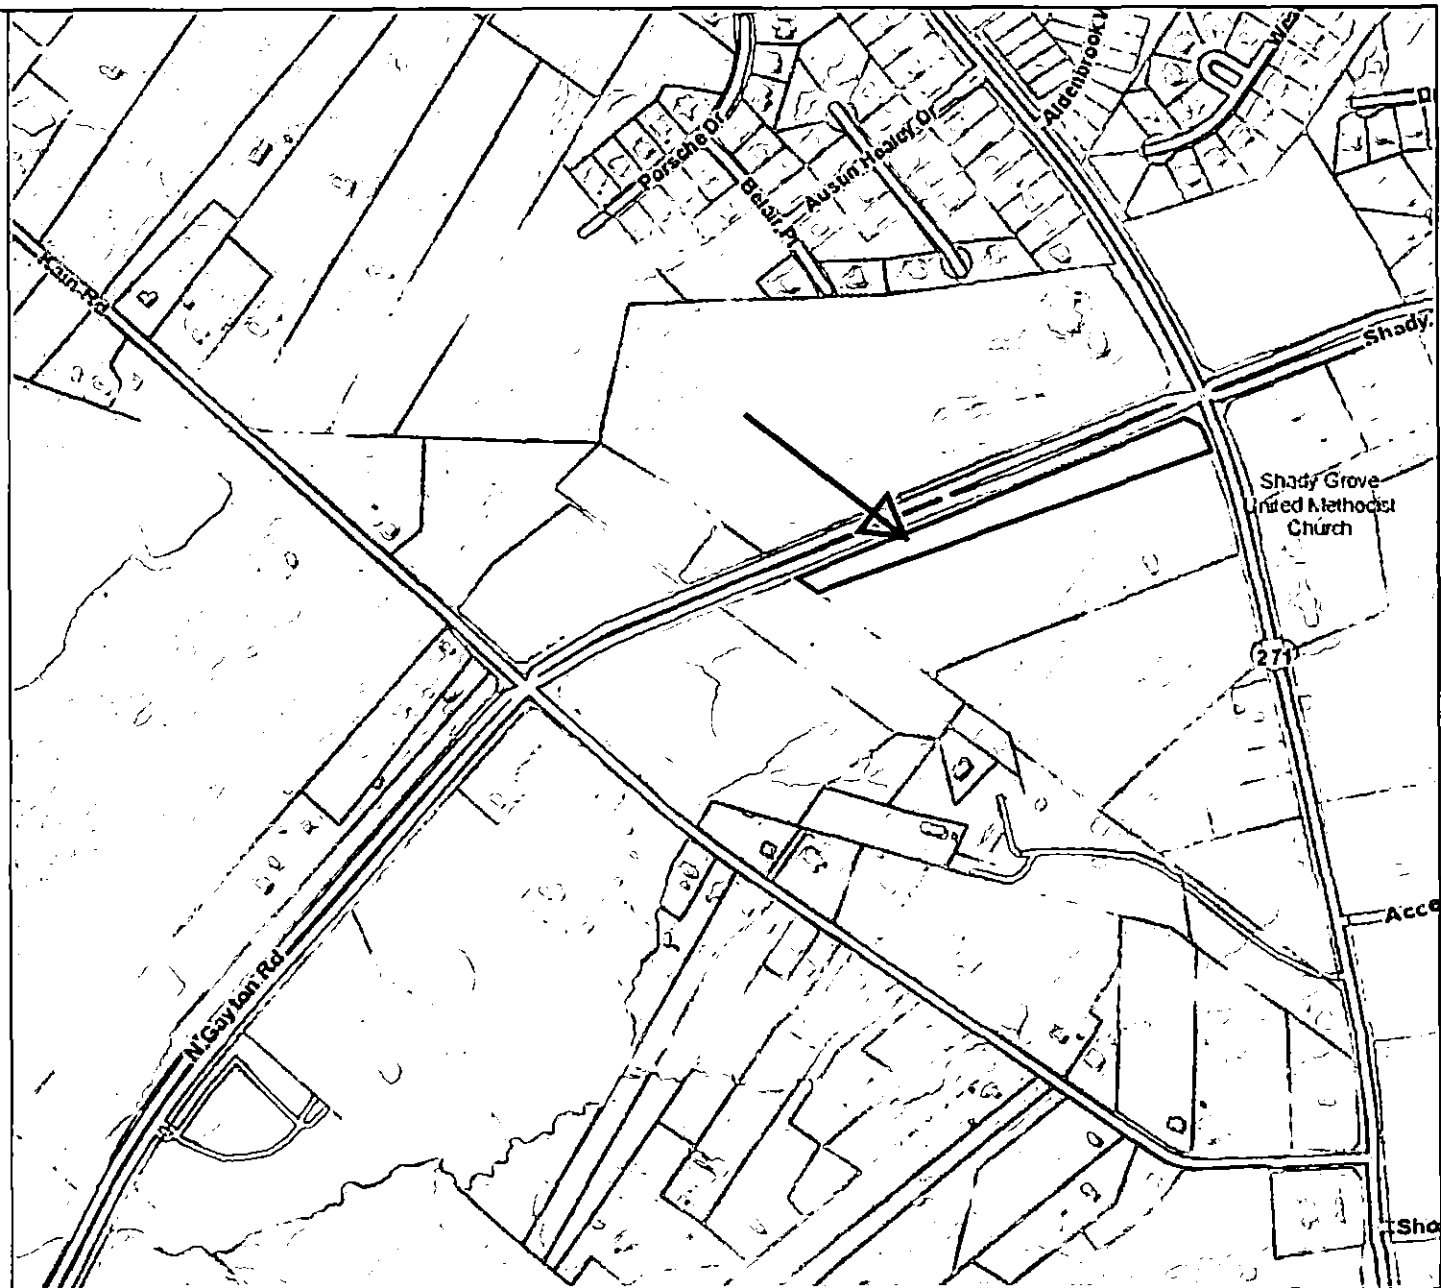 Aldenbrook
Porsche Dr
Belair Pl
Austin Healey Dr
Kain Rd
Shady
Shady Grove
United Methodist
Church
271
Acce
N Gayton Rd
Sho